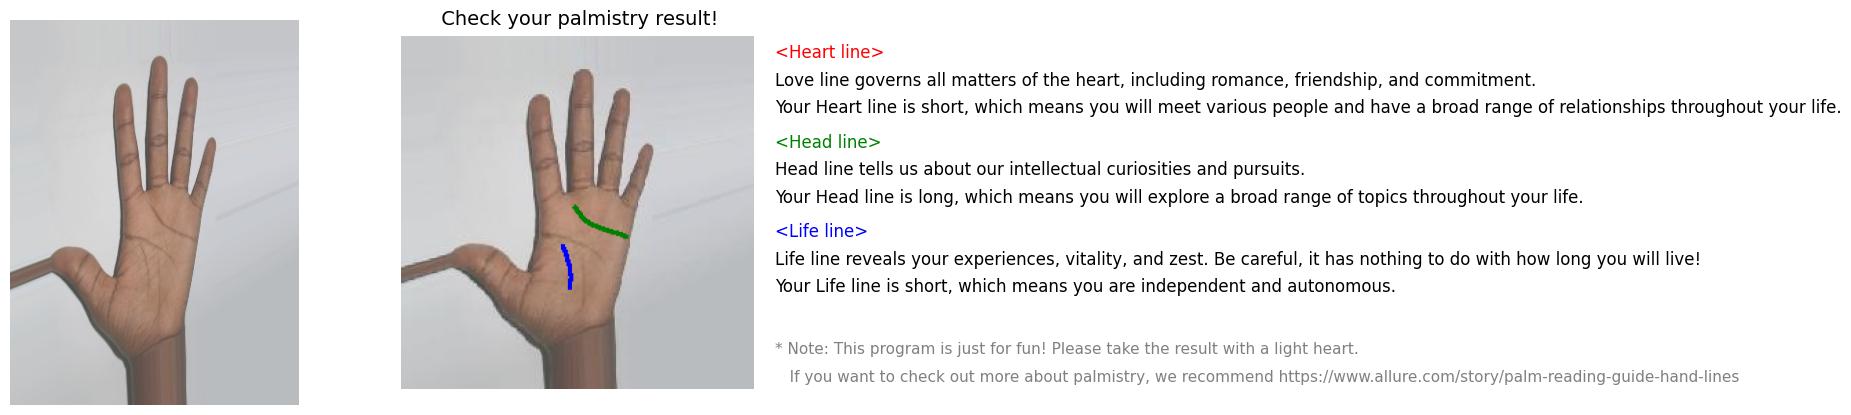 Check your palmistry result!
<Heart line>
Love line governs all matters of the heart, including romance, friendship, and commitment.
Your Heart line is short, which means you will meet various people and have a broad range of relationships throughout your life.
<Head line>
Head line tells us about our intellectual curiosities and pursuits.
Your Head line is long, which means you will explore a broad range of topics throughout your life.
<Life line>
Life line reveals your experiences, vitality, and zest. Be careful, it has nothing to do with how long you will live!
Your Life line is short, which means you are independent and autonomous.
* Note: This program is just for fun! Please take the result with a light heart.
If you want to check out more about palmistry, we recommend https://www.allure.com/story/palm-reading-guide-hand-lines